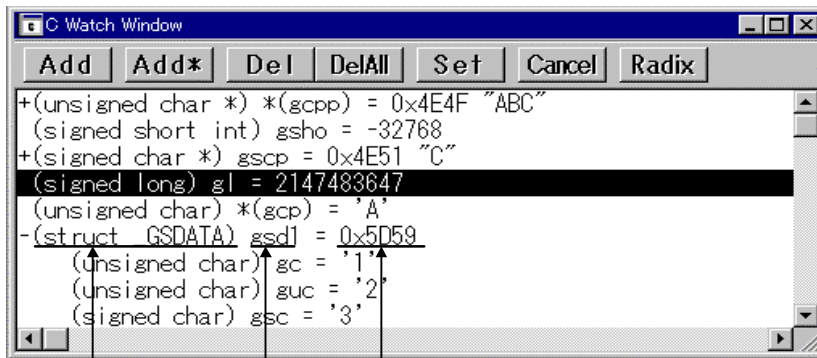 C Watch Window
Add Add* Del DelAll Set Cancel Radix
+(unsigned char *) *(gcpp) = 0x4E4F "ABC"
(signed short int) gsho = -32768
+(signed char *) gscp = 0x4E51 "C"
(signed long) gl = 2147483647
(unsigned char) *(gcp) = 'A'
-(struct _GSDATA) gsd1 = 0x5D59
(unsigned char) gc = '1'
(unsigned char) guc = '2'
(signed char) gsc = '3'